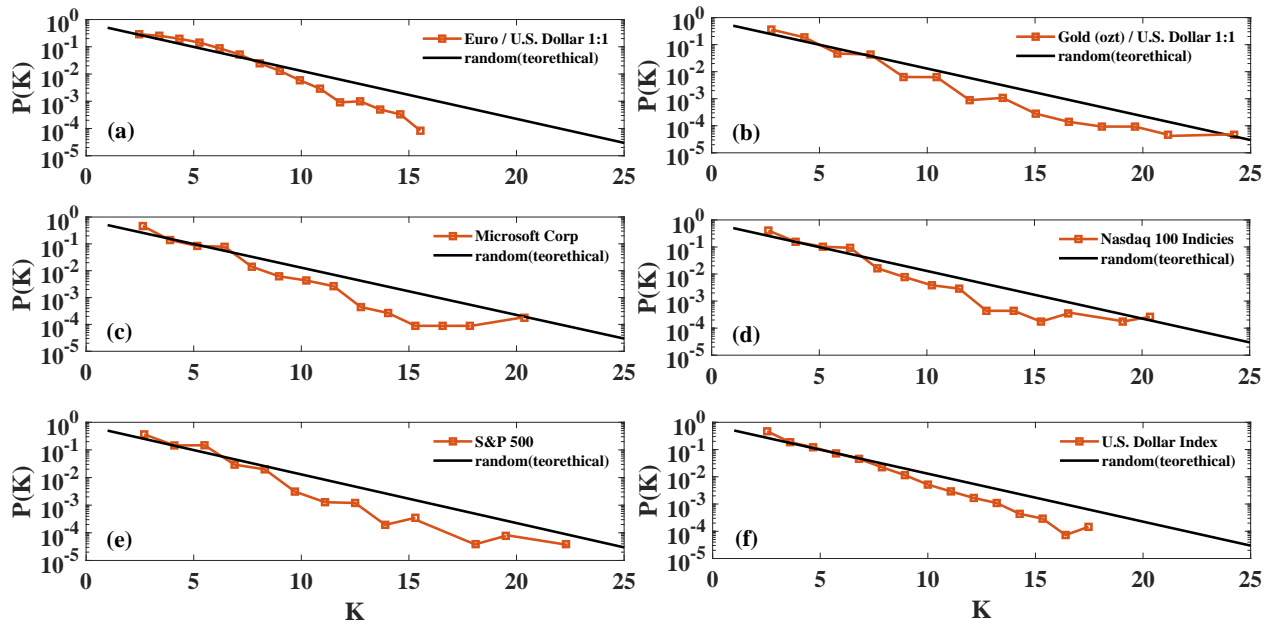 10^0
10^-1
10^-2
10^-3
10^-4
10^-5
P(K)
Euro / U.S. Dollar 1:1
random(teorethical)
(a)
0 5 10 15 20 25
10^0
10^-1
10^-2
10^-3
10^-4
10^-5
P(K)
Gold (ozt) / U.S. Dollar 1:1
random(teorethical)
(b)
0 5 10 15 20 25
10^0
10^-1
10^-2
10^-3
10^-4
10^-5
P(K)
Microsoft Corp
random(teorethical)
(c)
0 5 10 15 20 25
10^0
10^-1
10^-2
10^-3
10^-4
10^-5
P(K)
Nasdaq 100 Indicies
random(teorethical)
(d)
0 5 10 15 20 25
10^0
10^-1
10^-2
10^-3
10^-4
10^-5
P(K)
S&P 500
random(teorethical)
(e)
0 5 10 15 20 25
K
10^0
10^-1
10^-2
10^-3
10^-4
10^-5
P(K)
U.S. Dollar Index
random(teorethical)
(f)
0 5 10 15 20 25
K